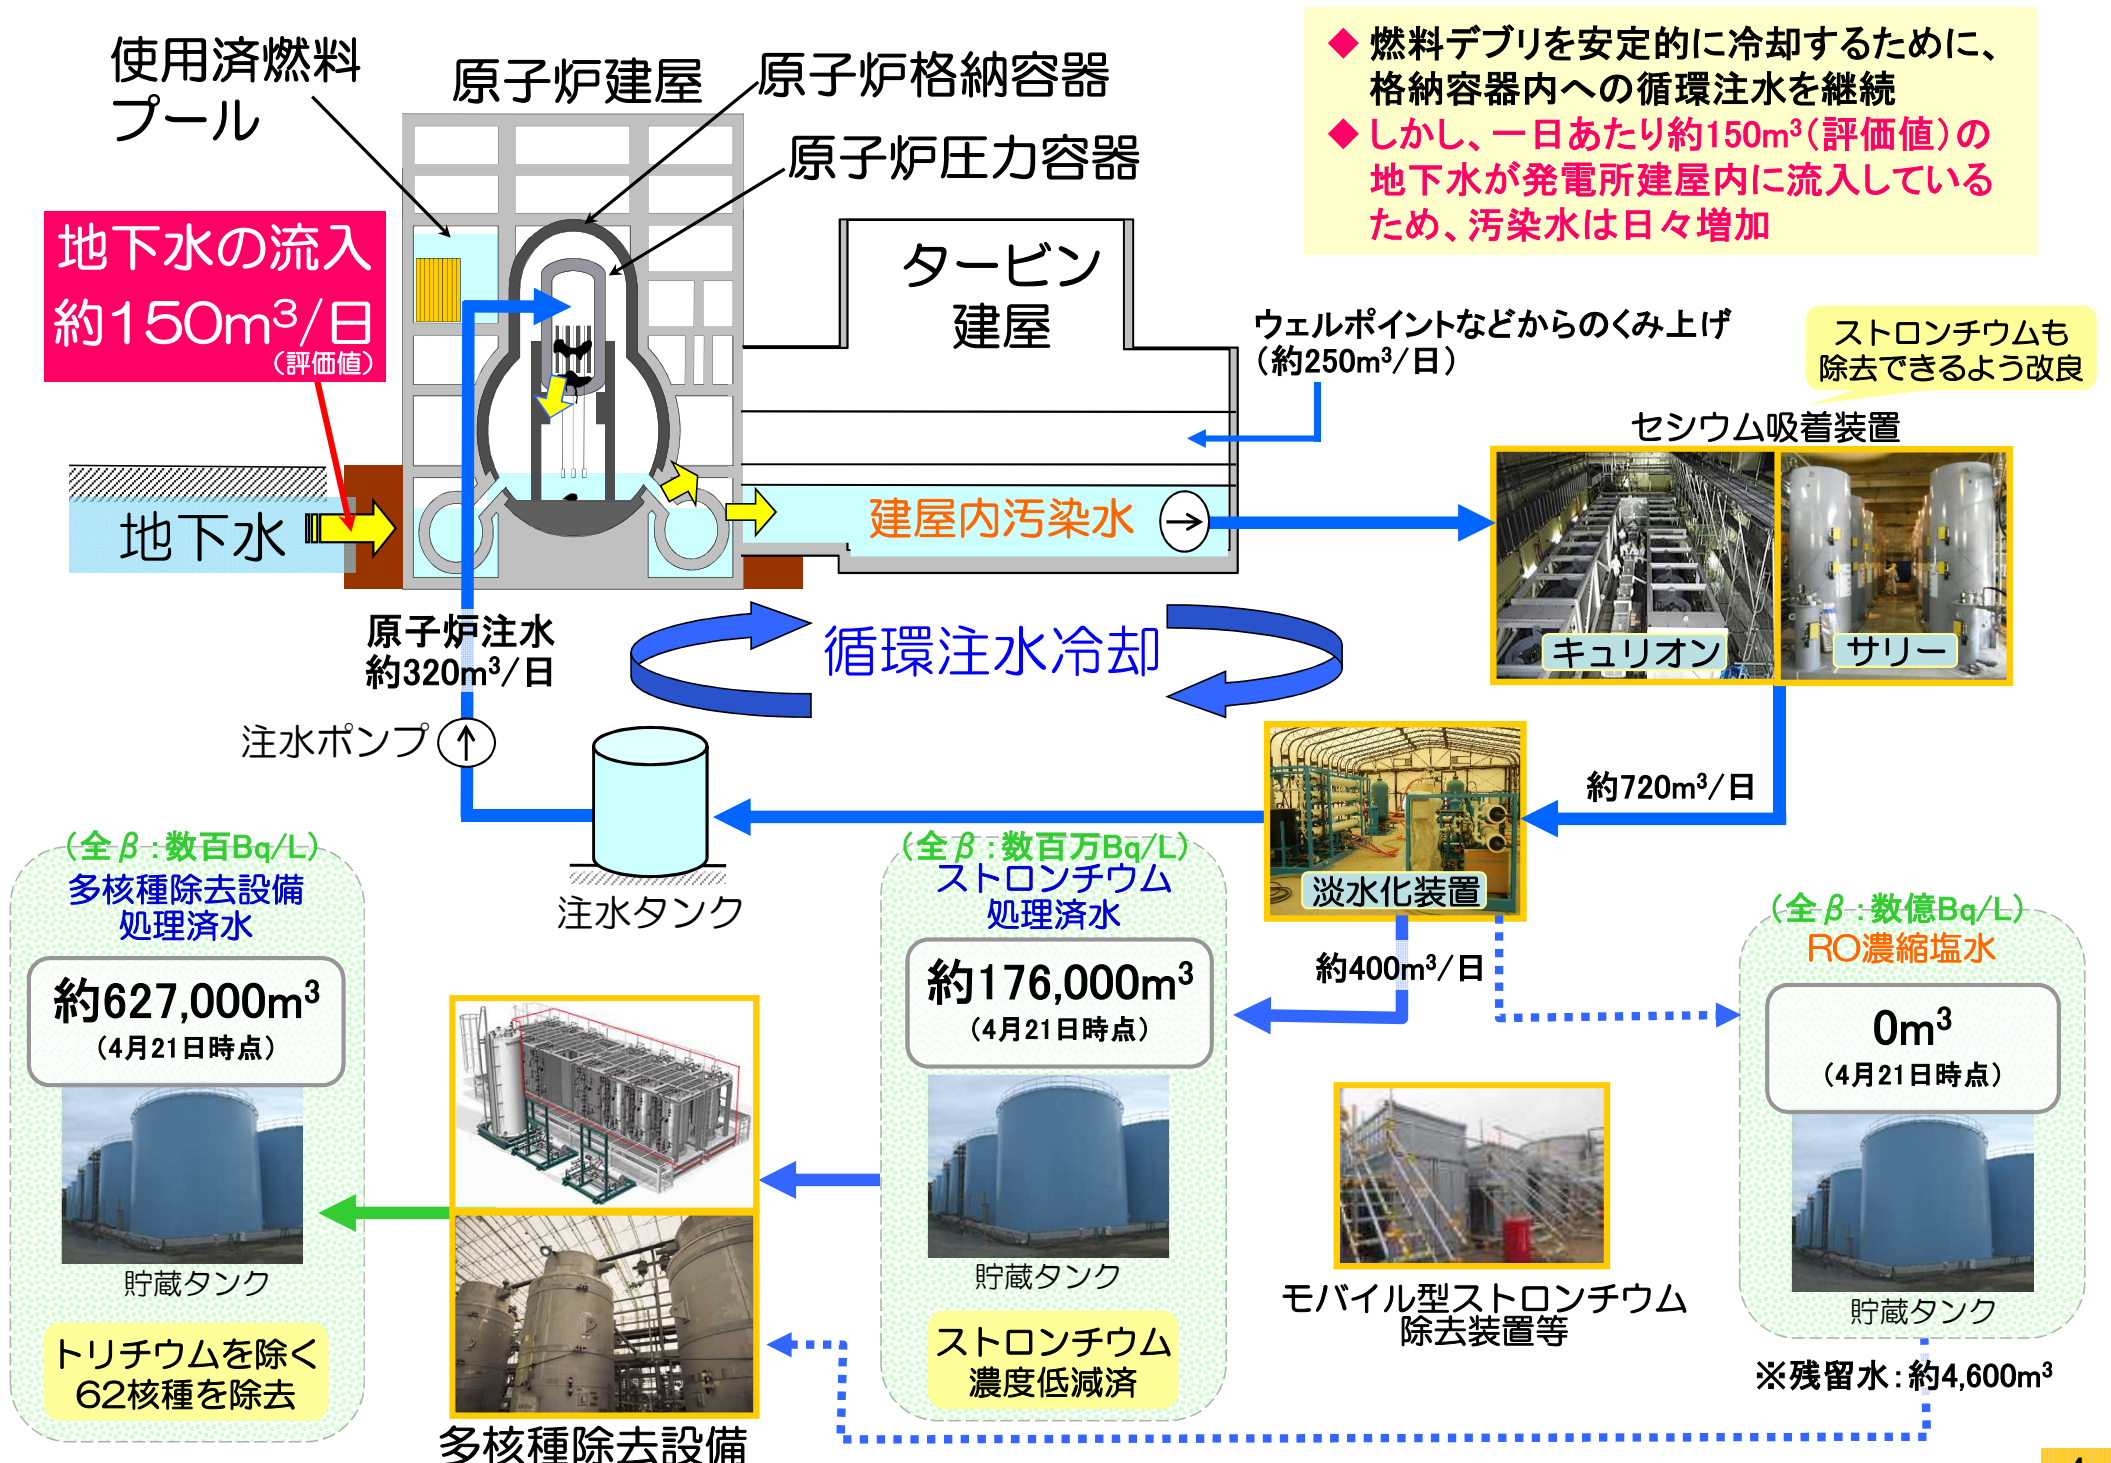 使用済燃料
プール
原子炉建屋
原子炉格納容器
原子炉圧力容器
◆ 燃料デブリを安定的に冷却するために、
格納容器内への循環注水を継続
◆ しかし、一日あたり約150m³(評価値)の
地下水が発電所建屋内に流入している
ため、汚染水は日々増加
地下水の流入
約150m³/日
(評価値)
タービン
建屋
ウェルポイントなどからのくみ上げ
(約250m³/日)
ストロンチウムも
除去できるよう改良
セシウム吸着装置
地下水
建屋内汚染水
キュリオン
サリー
原子炉注水
約320m³/日
循環注水冷却
注水ポンプ
約720m³/日
淡水化装置
注水タンク
(全β:数百Bq/L)
多核種除去設備
処理済水
約627,000m³
(4月21日時点)
貯蔵タンク
トリチウムを除く
62核種を除去
多核種除去設備
(全β:数百万Bq/L)
ストロンチウム
処理済水
約176,000m³
(4月21日時点)
貯蔵タンク
ストロンチウム
濃度低減済
約400m³/日
モバイル型ストロンチウム
除去装置等
(全β:数億Bq/L)
RO濃縮塩水
0m³
(4月21日時点)
貯蔵タンク
※残留水:約4,600m³